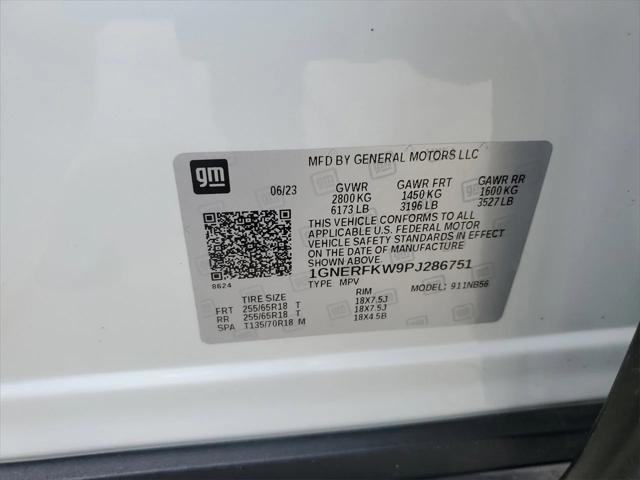 MFD BY GENERAL MOTORS LLC
gm
06/23 GVWR GAWR FRT GAWR RR
2800 KG 1450 KG 1600 KG
6173 LB 3196 LB 3527 LB
THIS VEHICLE CONFORMS TO ALL
APPLICABLE U.S. FEDERAL MOTOR
VEHICLE SAFETY STANDARDS IN EFFECT
ON THE DATE OF MANUFACTURE
SHOWN ABOVE.
1GNERFKW9PJ286751
8624 TYPE MPV MODEL: 911NB56
TIRE SIZE RIM
FRT 255/65R18 T 18X7.5J
RR 255/65R18 T 18X7.5J
SPA T135/70R18 M 18X4.5B